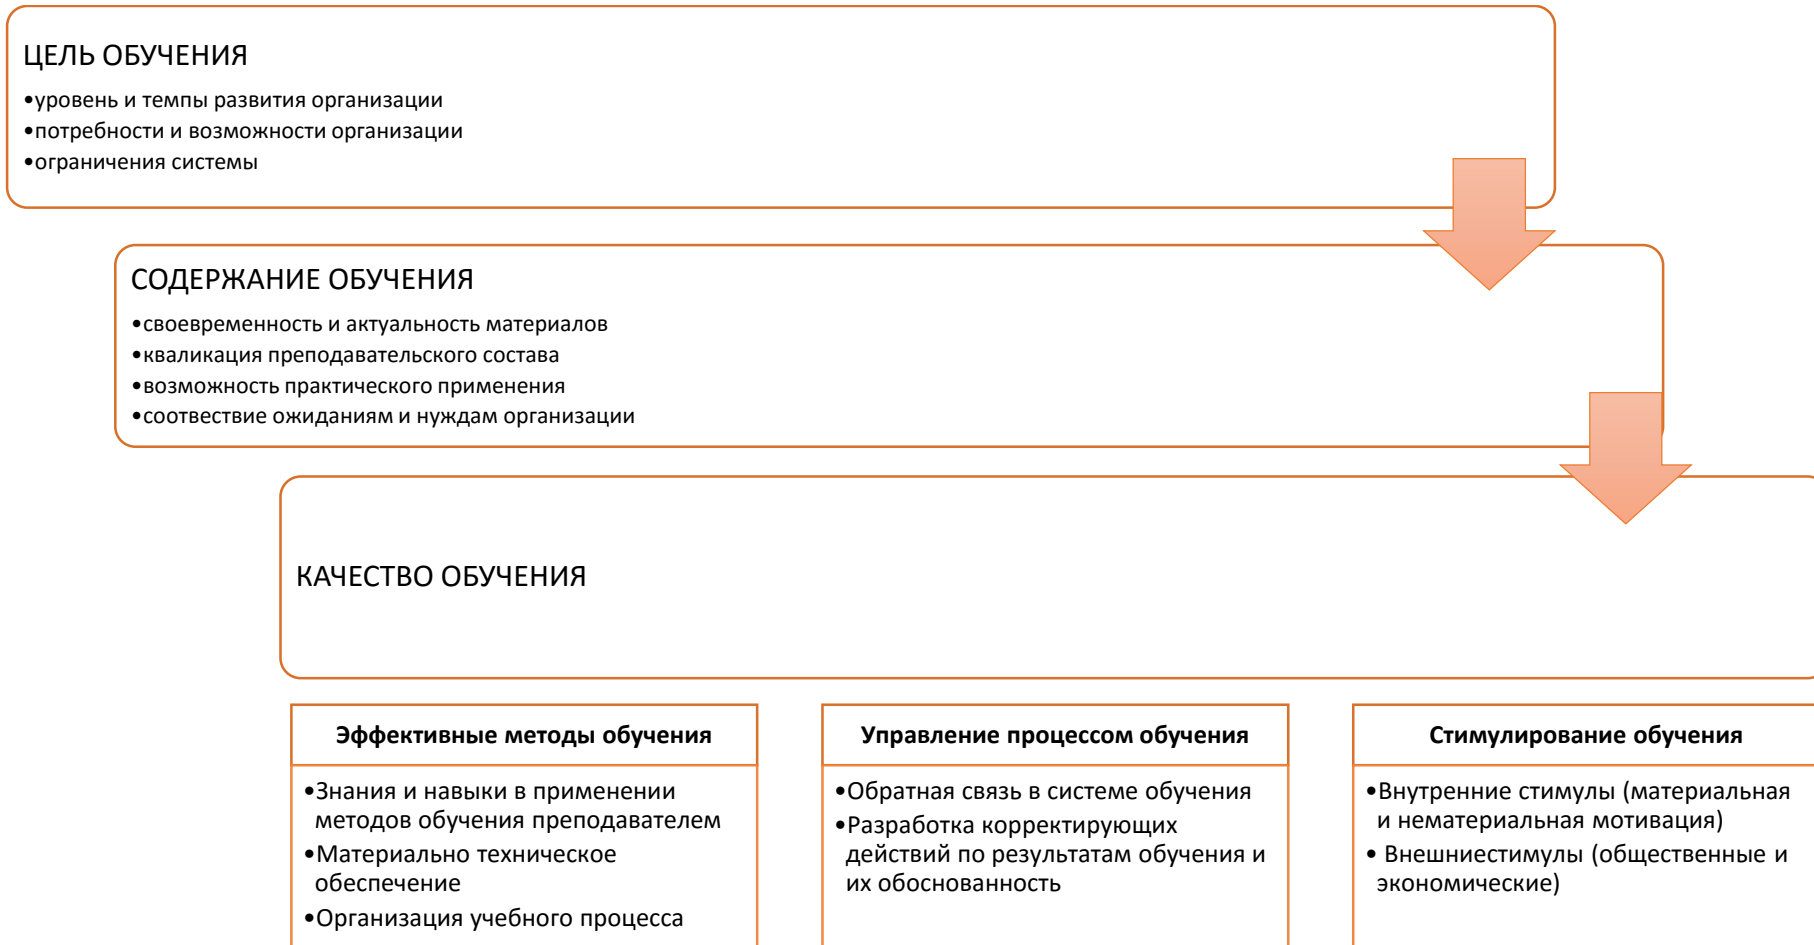 ЦЕЛЬ ОБУЧЕНИЯ
•уровень и темпы развития организации
•потребности и возможности организации
•ограничения системы
СОДЕРЖАНИЕ ОБУЧЕНИЯ
•своевременность и актуальность материалов
•кваликация преподавательского состава
•возможность практического применения
•соотвествие ожиданиям и нуждам организации
КАЧЕСТВО ОБУЧЕНИЯ
Эффективные методы обучения
•Знания и навыки в применении
методов обучения преподавателем
•Материально техническое
обеспечение
•Организация учебного процесса
Управление процессом обучения
•Обратная связь в системе обучения
•Разработка корректирующих
действий по результатам обучения и
их обоснованность
Стимулирование обучения
•Внутренние стимулы (материальная
и нематериальная мотивация)
• Внешниестимулы (общественные и
экономические)